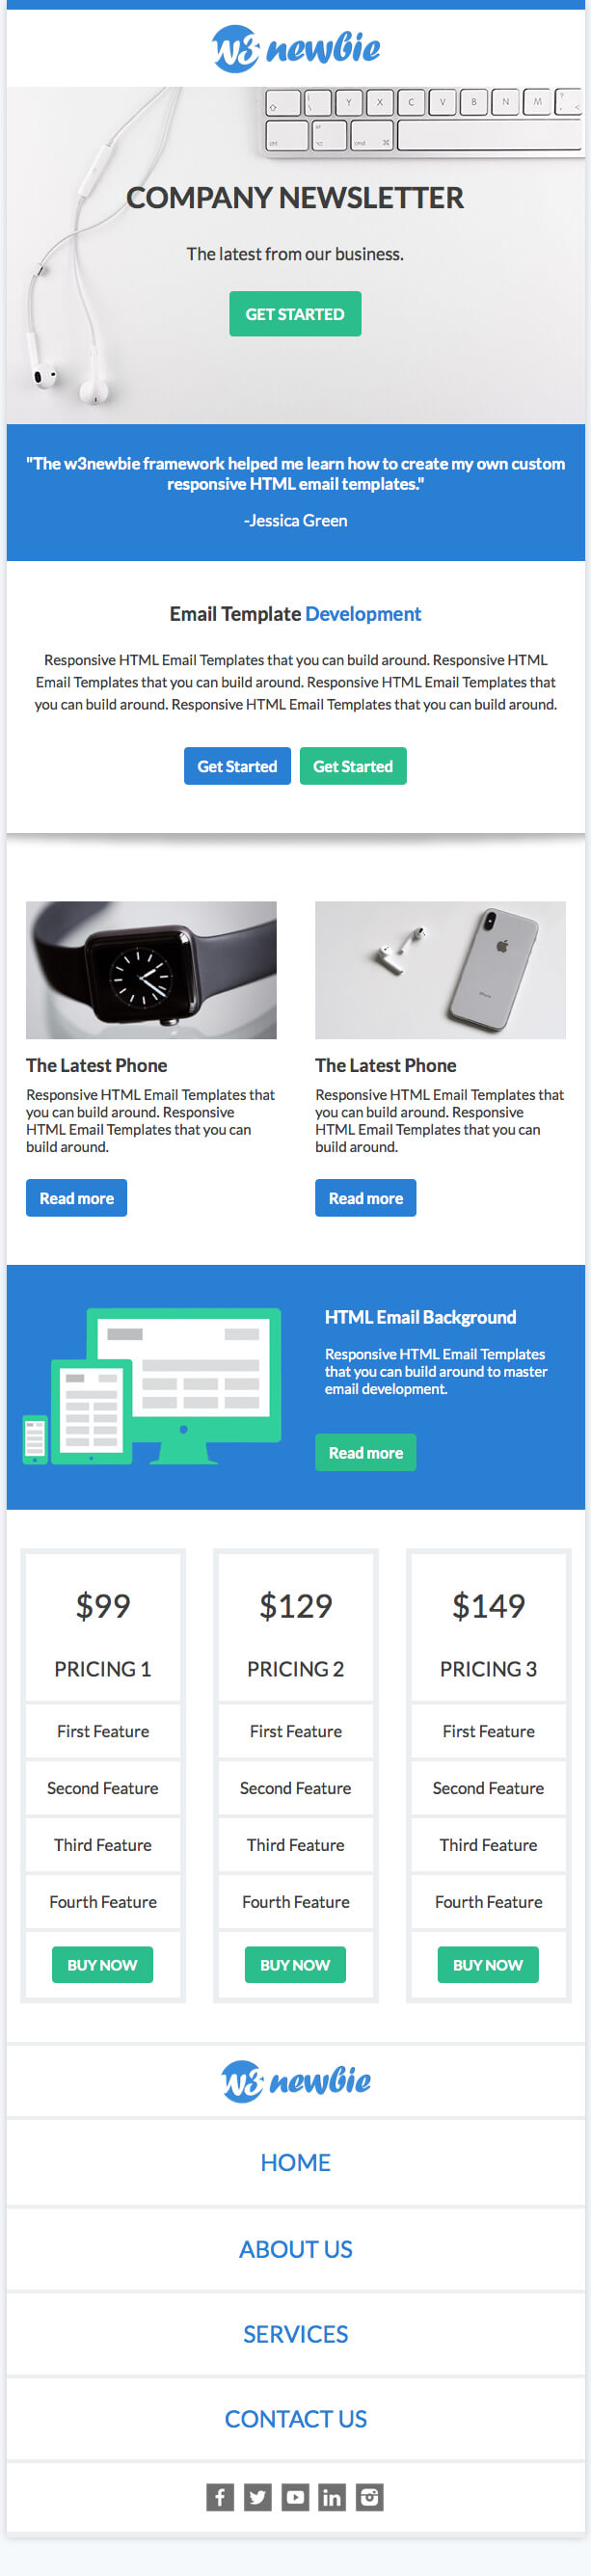 w3 newbie
Y X C V B N M ?
cmd
COMPANY NEWSLETTER
The latest from our business.
GET STARTED
"The w3newbie framework helped me learn how to create my own custom
responsive HTML email templates."
-Jessica Green
Email Template Development
Responsive HTML Email Templates that you can build around. Responsive HTML
Email Templates that you can build around. Responsive HTML Email Templates that
you can build around. Responsive HTML Email Templates that you can build around.
Get Started Get Started
The Latest Phone
Responsive HTML Email Templates that
you can build around. Responsive
HTML Email Templates that you can
build around.
Read more
The Latest Phone
Responsive HTML Email Templates that
you can build around. Responsive
HTML Email Templates that you can
build around.
Read more
HTML Email Background
Responsive HTML Email Templates
that you can build around to master
email development.
Read more
$99
PRICING 1
First Feature
Second Feature
Third Feature
Fourth Feature
BUY NOW
$129
PRICING 2
First Feature
Second Feature
Third Feature
Fourth Feature
BUY NOW
$149
PRICING 3
First Feature
Second Feature
Third Feature
Fourth Feature
BUY NOW
w3 newbie
HOME
ABOUT US
SERVICES
CONTACT US